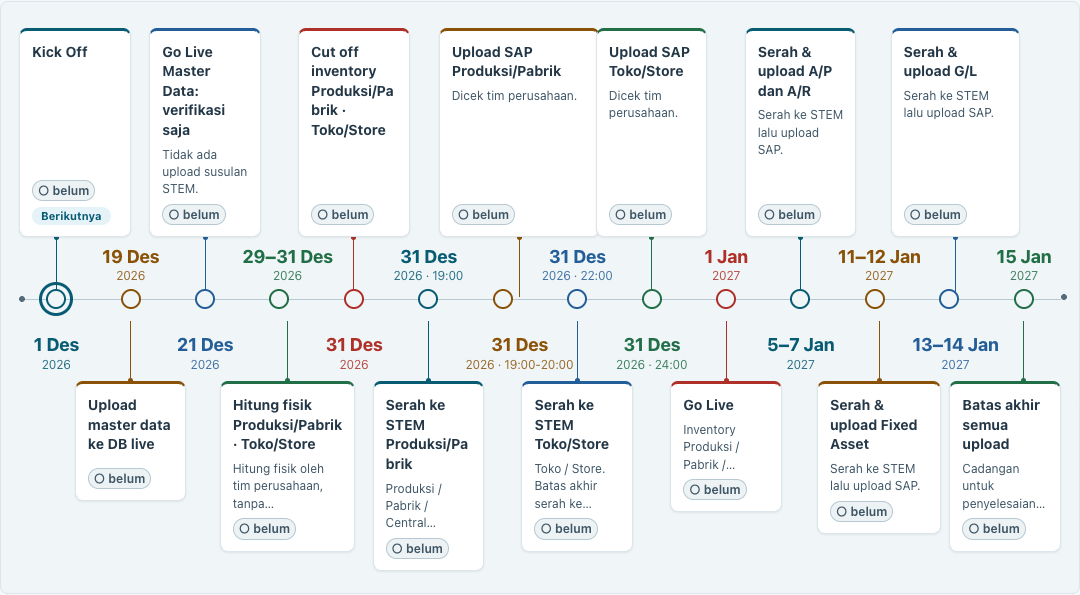 Kick Off
belum
Berikutnya
Go Live
Master
Data:
verifikasi
saja
Tidak ada
upload susulan
STEM.
belum
Cut off
inventory
Produksi/Pa
brik ·
Toko/Store
belum
Upload SAP
Produksi/Pabrik
Dicek tim perusahaan.
belum
Upload SAP
Toko/Store
Dicek tim
perusahaan.
belum
Serah &
upload A/P
dan A/R
Serah ke STEM
lalu upload
SAP.
belum
Serah &
upload G/L
Serah ke STEM
lalu upload SAP.
belum
19 Des
2026
29–31 Des
2026
31 Des
2026 · 19:00
31 Des
2026 · 22:00
1 Jan
2027
11–12 Jan
2027
15 Jan
2027
1 Des
2026
21 Des
2026
31 Des
2026
31 Des
2026 · 19:00–20:00
31 Des
2026 · 24:00
5–7 Jan
2027
13–14 Jan
2027
Upload
master data
ke DB live
belum
Hitung fisik
Produksi/Pabrik
· Toko/Store
Hitung fisik oleh
tim perusahaan,
tanpa...
belum
Serah ke
STEM
Produksi/Pa
brik
Produksi /
Pabrik /
Central...
belum
Serah ke
STEM
Toko/Store
Toko / Store.
Batas akhir
serah ke...
belum
Go Live
Inventory
Produksi /
Pabrik /...
belum
Serah &
upload Fixed
Asset
Serah ke STEM
lalu upload SAP.
belum
Batas akhir
semua
upload
Cadangan
untuk
penyelesaian...
belum